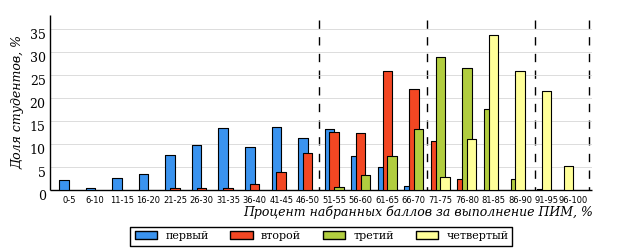 Доля студентов, %
35
30
25
20
15
10
5
0
0-5 6-10 11-15 16-20 21-25 26-30 31-35 36-40 41-45 46-50 51-55 56-60 61-65 66-70 71-75 76-80 81-85 86-90 91-95 96-100
Процент набранных баллов за выполнение ПИМ, %
первый второй третий четвертый